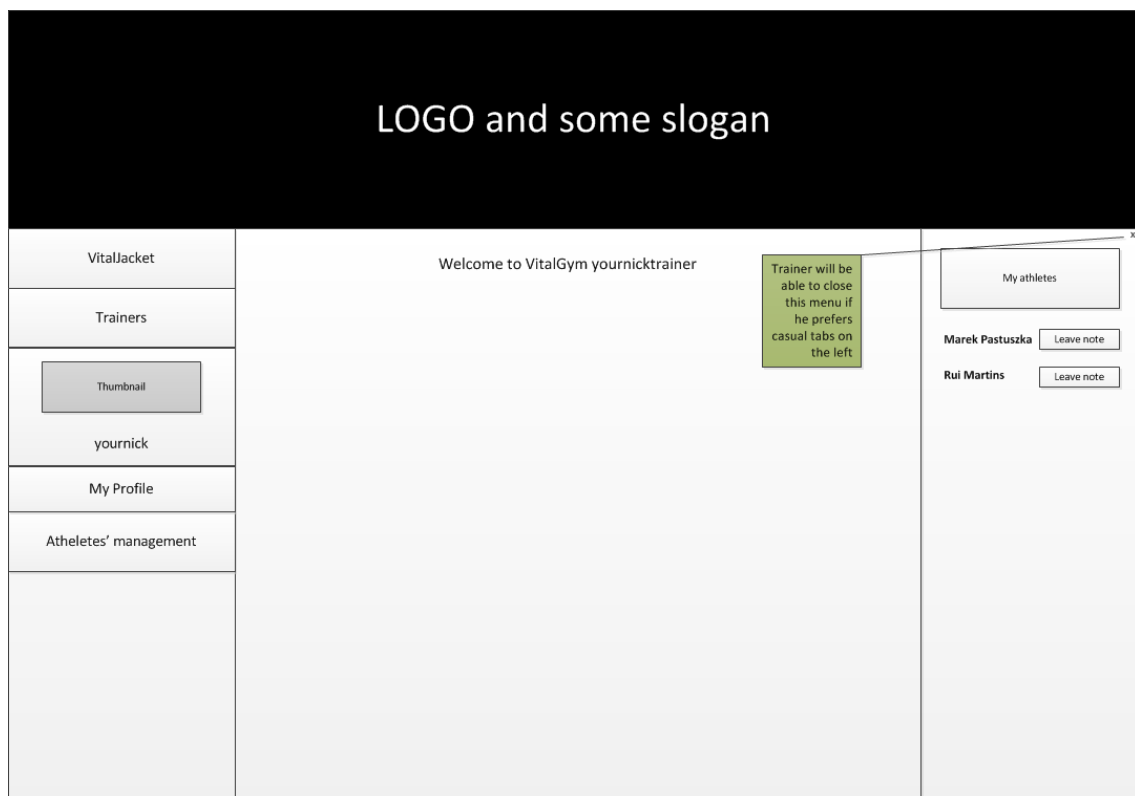 LOGO and some slogan
VitalJacket
Trainers
Thumbnail
yournick
My Profile
Atheletes’ management
Welcome to VitalGym yournicktrainer
Trainer will be
able to close
this menu if
he prefers
casual tabs on
the left
x
My athletes
Marek Pastuszka Leave note
Rui Martins Leave note